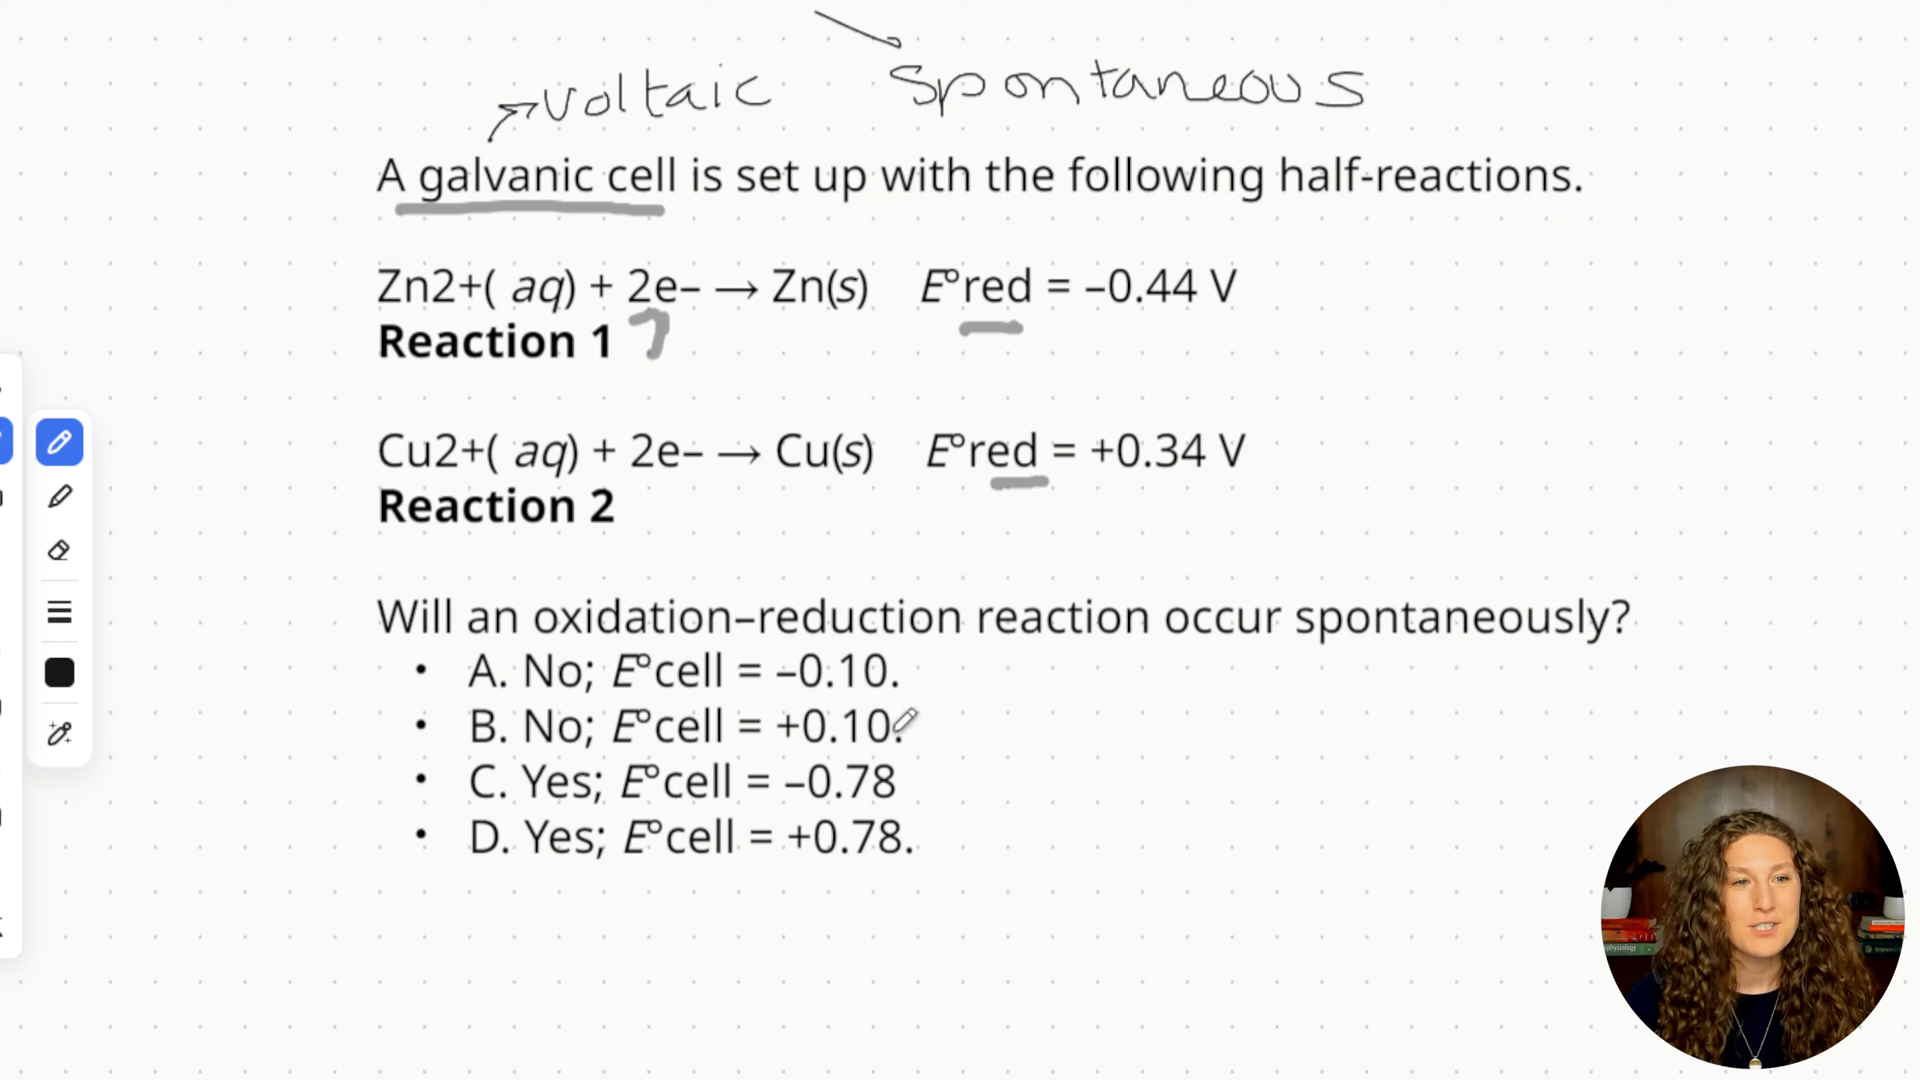 voltaic spontaneous
A galvanic cell is set up with the following half-reactions.
Zn2+( aq) + 2e– → Zn(s) E°red = –0.44 V
Reaction 1
Cu2+( aq) + 2e– → Cu(s) E°red = +0.34 V
Reaction 2
Will an oxidation–reduction reaction occur spontaneously?
• A. No; E°cell = –0.10.
• B. No; E°cell = +0.10.
• C. Yes; E°cell = –0.78
• D. Yes; E°cell = +0.78.